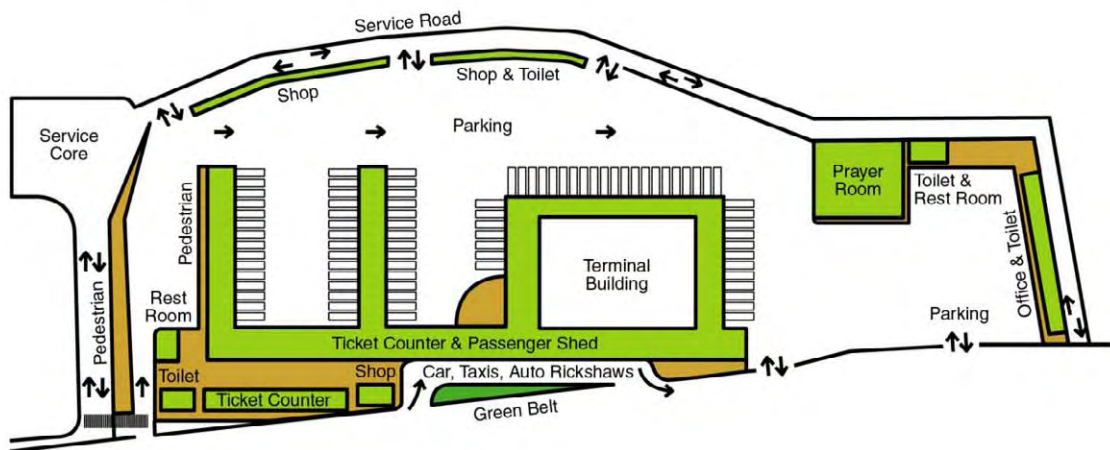 Service Road
Shop & Toilet
Shop
Parking
Service
Core
Prayer
Room
Toilet &
Rest Room
Pedestrian
Office & Toilet
Terminal
Building
Pedestrian
Rest
Room
Parking
Ticket Counter & Passenger Shed
Toilet
Shop
Car, Taxis, Auto Rickshaws
Ticket Counter
Green Belt